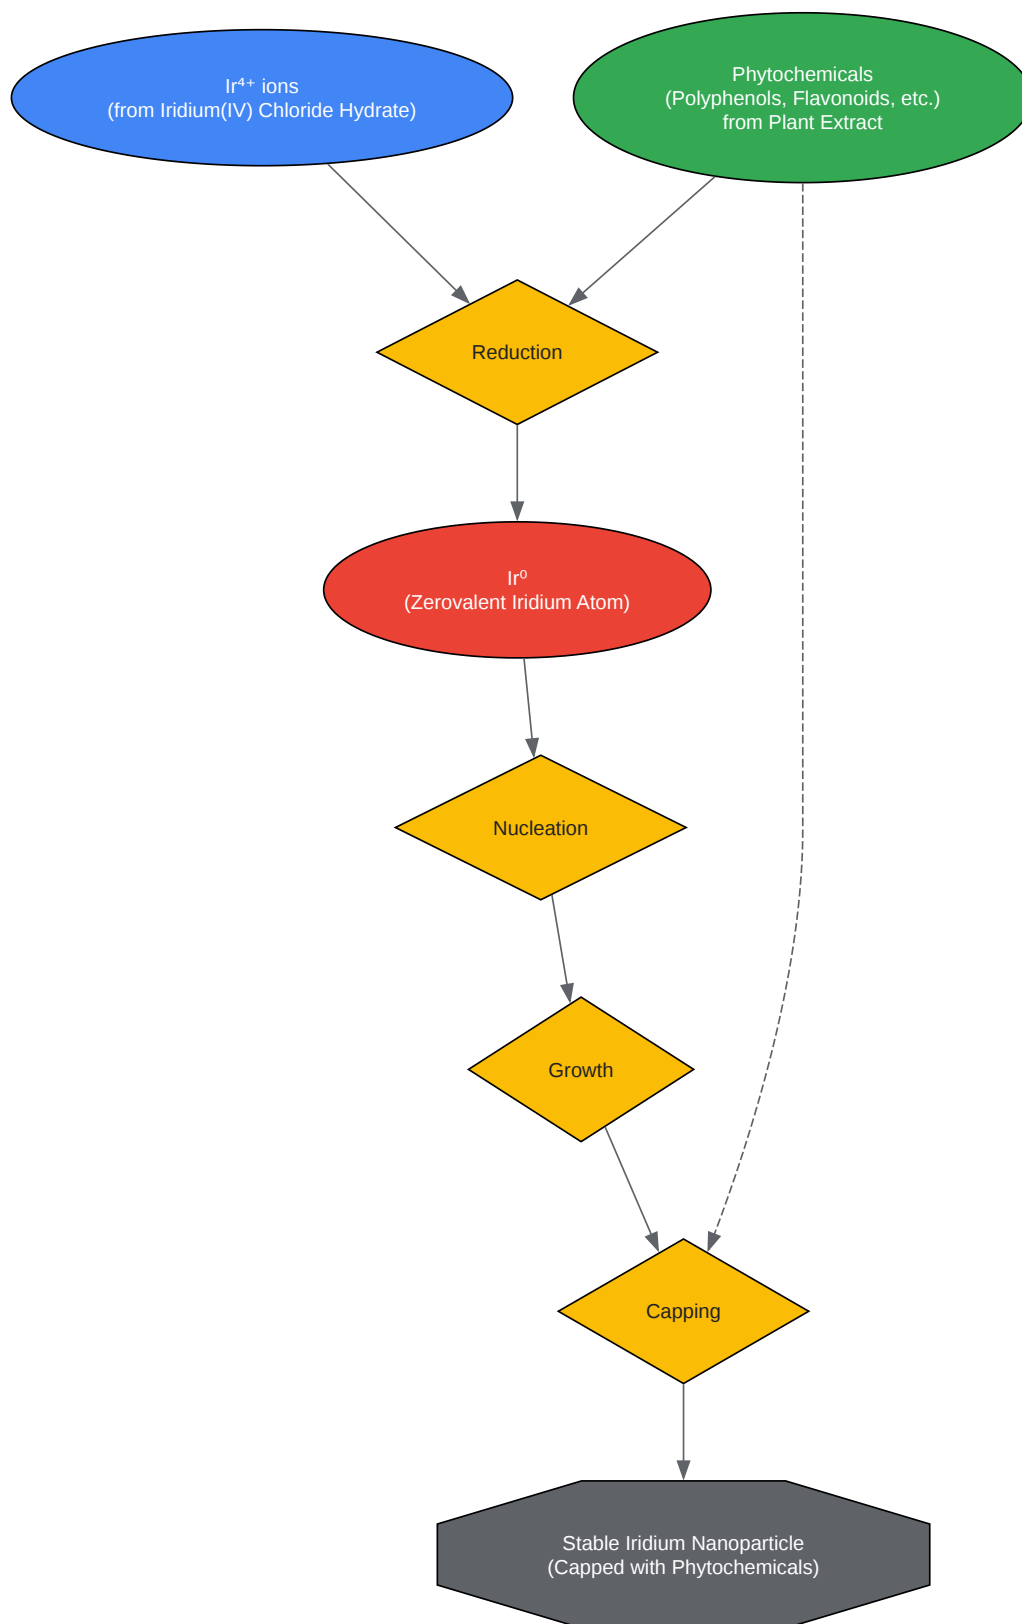 Ir⁴⁺ ions
(from Iridium(IV) Chloride Hydrate)
Phytochemicals
(Polyphenols, Flavonoids, etc.)
from Plant Extract
Reduction
Ir⁰
(Zerovalent Iridium Atom)
Nucleation
Growth
Capping
Stable Iridium Nanoparticle
(Capped with Phytochemicals)